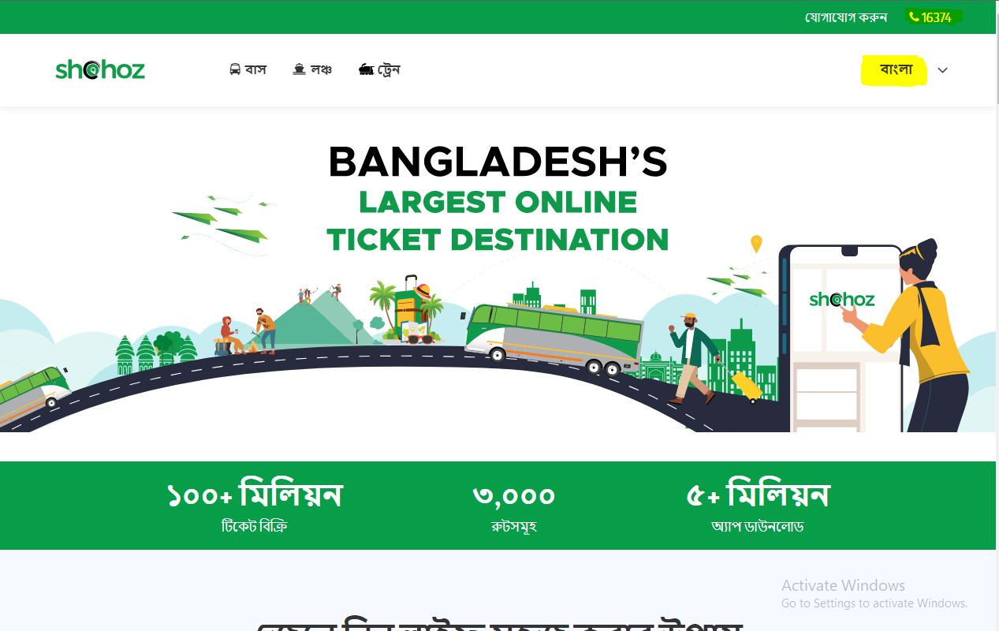 যোগাযোগ করুন 16374
shohoz বাস লঞ্চ ট্রেন বাংলা
BANGLADESH'S
LARGEST ONLINE
TICKET DESTINATION
shohoz
১০০+ মিলিয়ন ৩,০০০ ৫+ মিলিয়ন
টিকেট বিক্রি রুটসমূহ অ্যাপ ডাউনলোড
Activate Windows
Go to Settings to activate Windows.